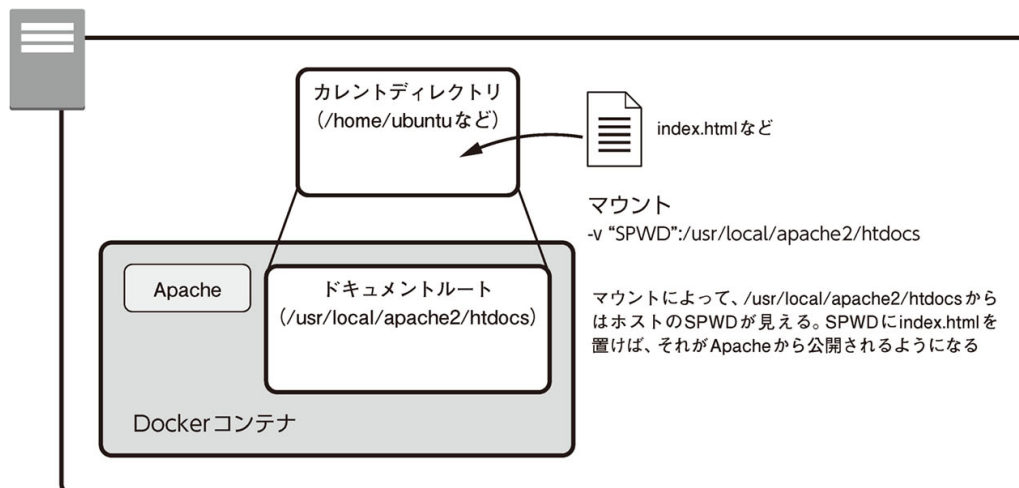 カレントディレクトリ
(/home/ubuntuなど)
index.htmlなど
マウント
-v “SPWD”:/usr/local/apache2/htdocs
Apache
ドキュメントルート
(/usr/local/apache2/htdocs)
マウントによって、/usr/local/apache2/htdocsから
はホストのSPWDが見える。SPWDにindex.htmlを
置けば、それがApacheから公開されるようになる
Dockerコンテナ